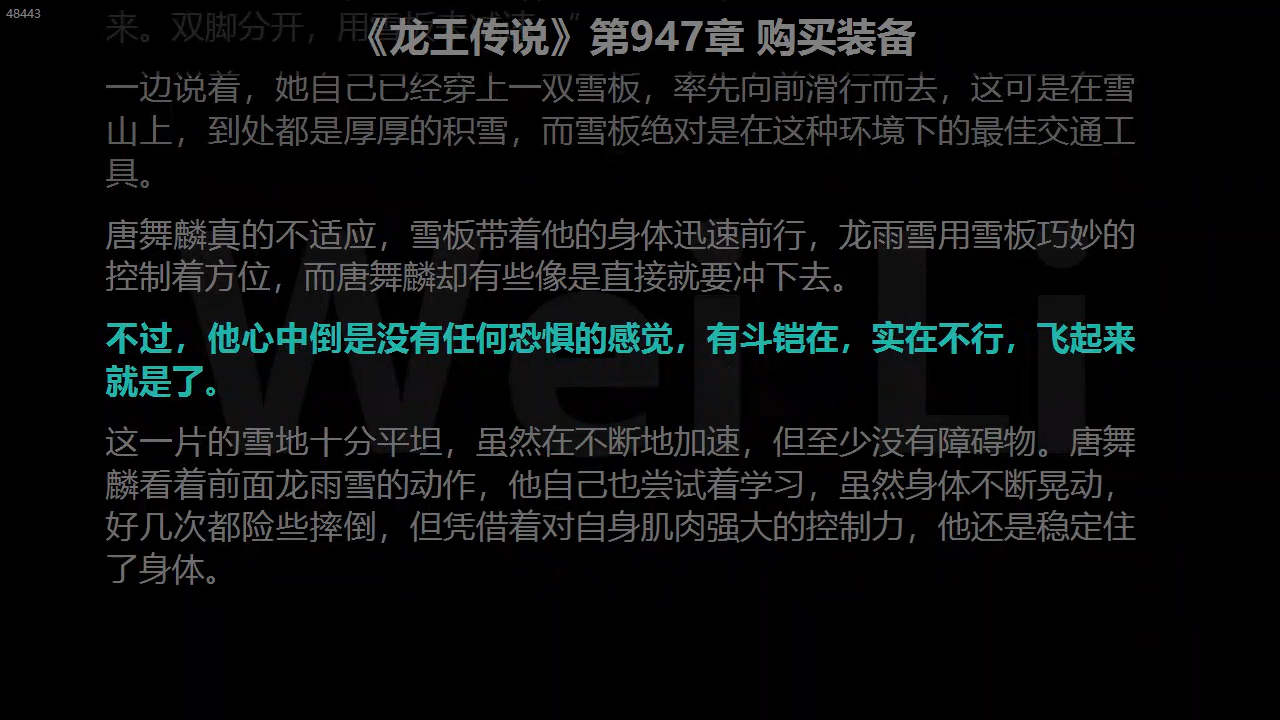 48443
《龙王传说》第947章 购买装备
来。双脚分开，用雪板去减速。”
一边说着，她自己已经穿上一双雪板，率先向前滑行而去，这可是在雪
山上，到处都是厚厚的积雪，而雪板绝对是在这种环境下的最佳交通工
具。
唐舞麟真的不适应，雪板带着他的身体迅速前行，龙雨雪用雪板巧妙的
控制着方位，而唐舞麟却有些像是直接就要冲下去。
不过，他心中倒是没有任何恐惧的感觉，有斗铠在，实在不行，飞起来
就是了。
这一片的雪地十分平坦，虽然在不断地加速，但至少没有障碍物。唐舞
麟看着前面龙雨雪的动作，他自己也尝试着学习，虽然身体不断晃动，
好几次都险些摔倒，但凭借着对自身肌肉强大的控制力，他还是稳定住
了身体。
Wei Li